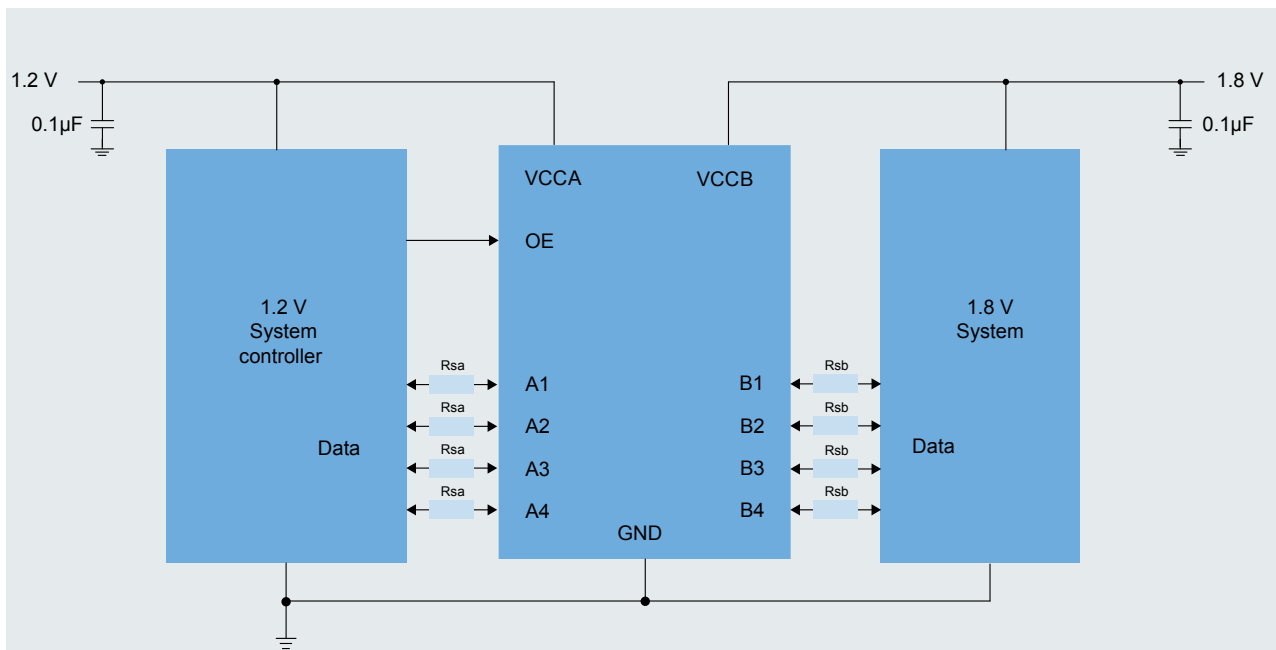 1.2 V
1.8 V
0.1µF
0.1µF
VCCA
VCCB
OE
1.2 V
System
controller
1.8 V
System
Rsa
A1
B1
Rsb
Rsa
A2
B2
Rsb
Data
Data
Rsa
A3
B3
Rsb
Rsa
A4
B4
Rsb
GND